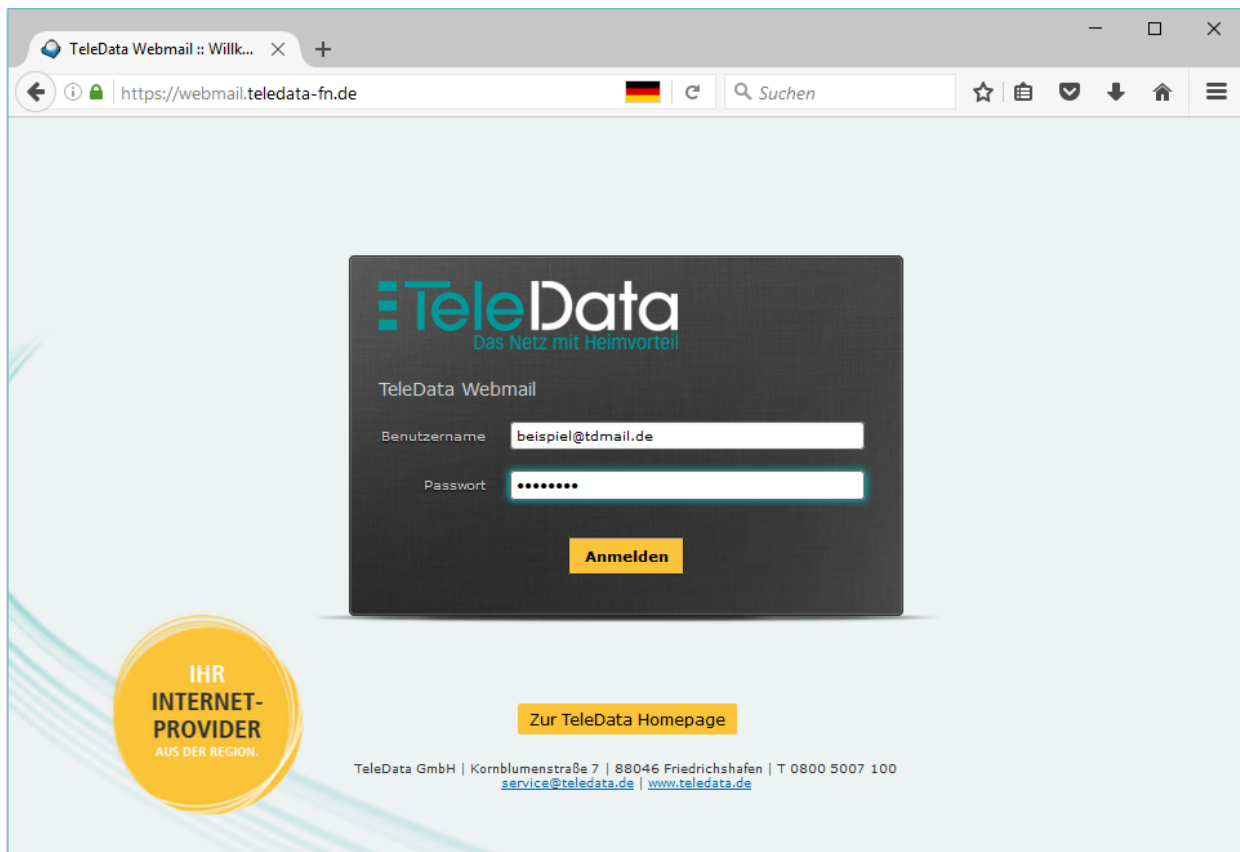 TeleData Webmail :: Willk...
https://webmail.teledata-fn.de
Suchen
TeleData
Das Netz mit Heimvorteil
TeleData Webmail
Benutzername
beispiel@tdmail.de
Passwort
••••••••
Anmelden
IHR
INTERNET-
PROVIDER
AUS DER REGION.
Zur TeleData Homepage
TeleData GmbH | Kornblumenstraße 7 | 88046 Friedrichshafen | T 0800 5007 100
service@teledata.de | www.teledata.de